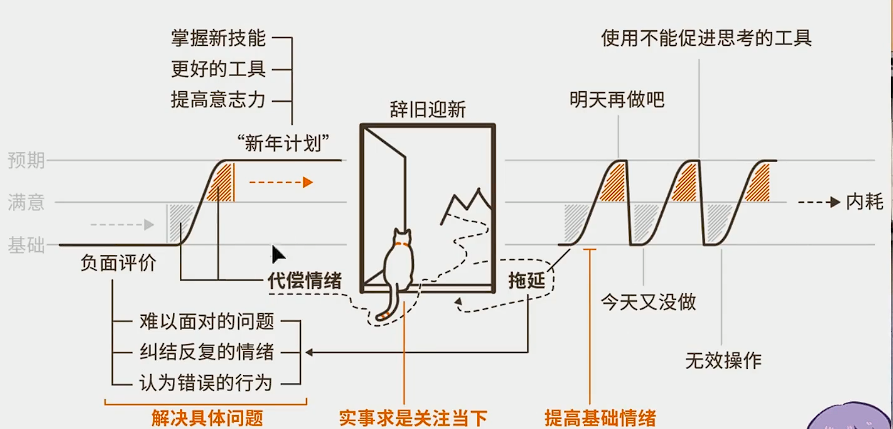 掌握新技能
更好的工具
提高意志力
“新年计划”
辞旧迎新
使用不能促进思考的工具
明天再做吧
预期
满意
基础
内耗
负面评价
代偿情绪
拖延
今天又没做
无效操作
难以面对的问题
纠结反复的情绪
认为错误的行为
解决具体问题
实事求是关注当下
提高基础情绪